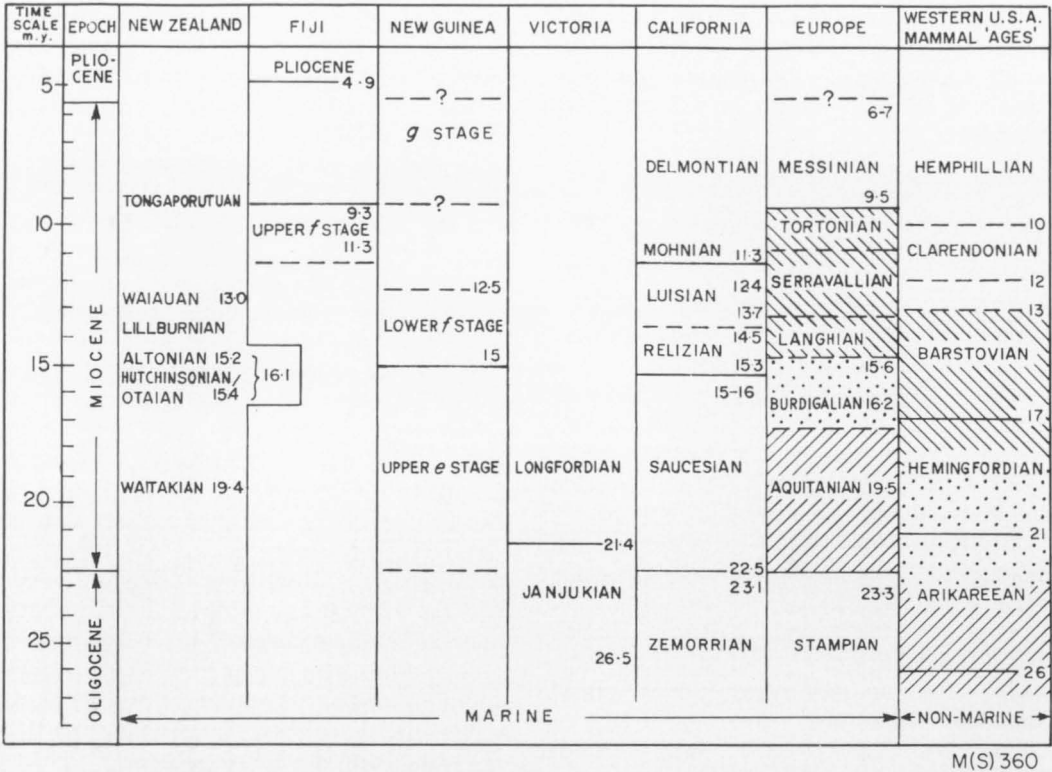 TIME SCALE m.y.
EPOCH
NEW ZEALAND
FIJI
NEW GUINEA
VICTORIA
CALIFORNIA
EUROPE
WESTERN U.S.A. MAMMAL 'AGES'
5
10
15
20
25
PLIO-
CENE
MIOCENE
OLIGOCENE
TONGAPORUTUAN
WAIAUAN 13·0
LILLBURNIAN
ALTONIAN 15·2
HUTCHINSONIAN/
OTAIAN 15·4
WAITAKIAN 19·4
PLIOCENE
4·9
9·3
UPPER f STAGE
11·3
16·1
?
g STAGE
?
12·5
LOWER f STAGE
15
UPPER e STAGE
LONGFORDIAN
21·4
JANJUKIAN
26·5
DELMONTIAN
MOHNIAN 11·3
12·4
LUISIAN
13·7
14·5
RELIZIAN
15·3
15-16
SAUCESIAN
22·5
23·1
ZEMORRIAN
?
6·7
MESSINIAN
9·5
TORTONIAN
SERRAVALLIAN
LANGHIAN
15·6
BURDIGALIAN 16·2
AQUITANIAN 19·5
23·3
STAMPIAN
HEMPHILLIAN
10
CLARENDONIAN
12
13
BARSTOVIAN
17
HEMINGFORDIAN
21
ARIKAREEAN
26
MARINE
NON-MARINE
M(S) 360